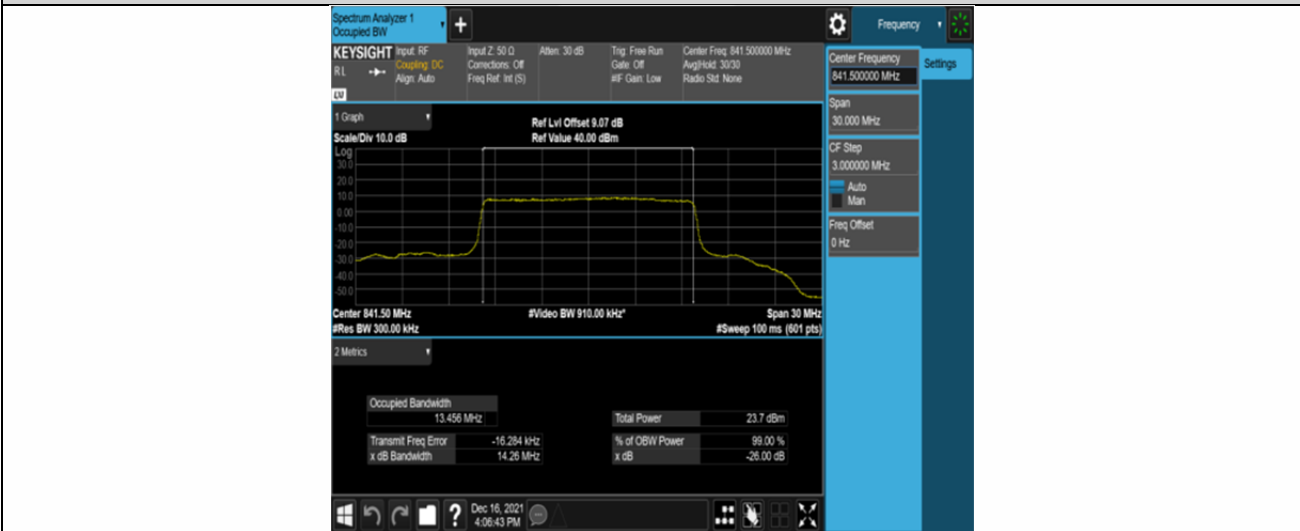 Spectrum Analyzer 1
Occupied BW
+
Frequency
KEYSIGHT
RL
Input: RF
Coupling: DC
Align: Auto
Input Z: 50 Ω
Corrections: Off
Freq Ref: Int (S)
Atten: 30 dB
Trig: Free Run
Gate: Off
#IF Gain: Low
Center Freq: 841.500000 MHz
Avg|Hold: 30/30
Radio Std: None
Center Frequency
841.500000 MHz
Settings
Span
30.000 MHz
CF Step
3.000000 MHz
Auto
Man
Freq Offset
0 Hz
1 Graph
Scale/Div 10.0 dB
Ref Lvl Offset 9.07 dB
Ref Value 40.00 dBm
Log
30.0
20.0
10.0
0.00
-10.0
-20.0
-30.0
-40.0
-50.0
Center 841.50 MHz
#Video BW 910.00 kHz*
Span 30 MHz
#Res BW 300.00 kHz
#Sweep 100 ms (601 pts)
2 Metrics
Occupied Bandwidth
13.456 MHz
Total Power 23.7 dBm
Transmit Freq Error -16.284 kHz
% of OBW Power 99.00 %
x dB Bandwidth 14.26 MHz
x dB -26.00 dB
?
Dec 16, 2021
4:06:43 PM